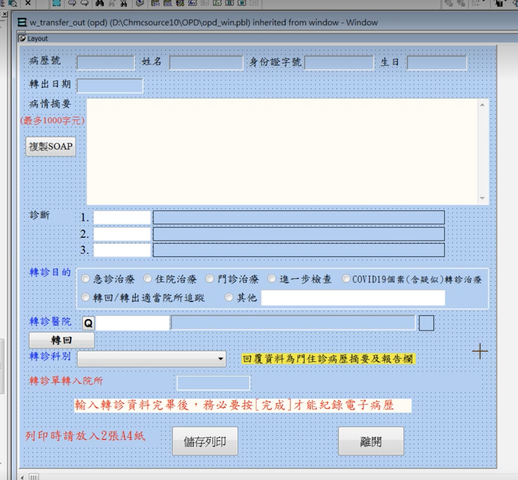 w_transfer_out (opd) (D:\Chmcsource10\OPD\opd_win.pbl) inherited from window - Window
Layout
病歷號 姓名 身份證字號 生日
轉出日期
病情摘要
(最多1000字元)
複製SOAP
診斷 1.
2.
3.
轉診目的 急診治療 住院治療 門診治療 進一步檢查 COVID19個案(含疑似)轉診治療
轉回/轉出適當院所追蹤 其他
轉診醫院 Q
轉回
轉診科別 回覆資料為門住診病歷摘要及報告欄
轉診單轉入院所
輸入轉診資料完畢後，務必要按[完成]才能紀錄電子病歷
列印時請放入2張A4紙 儲存列印 離開